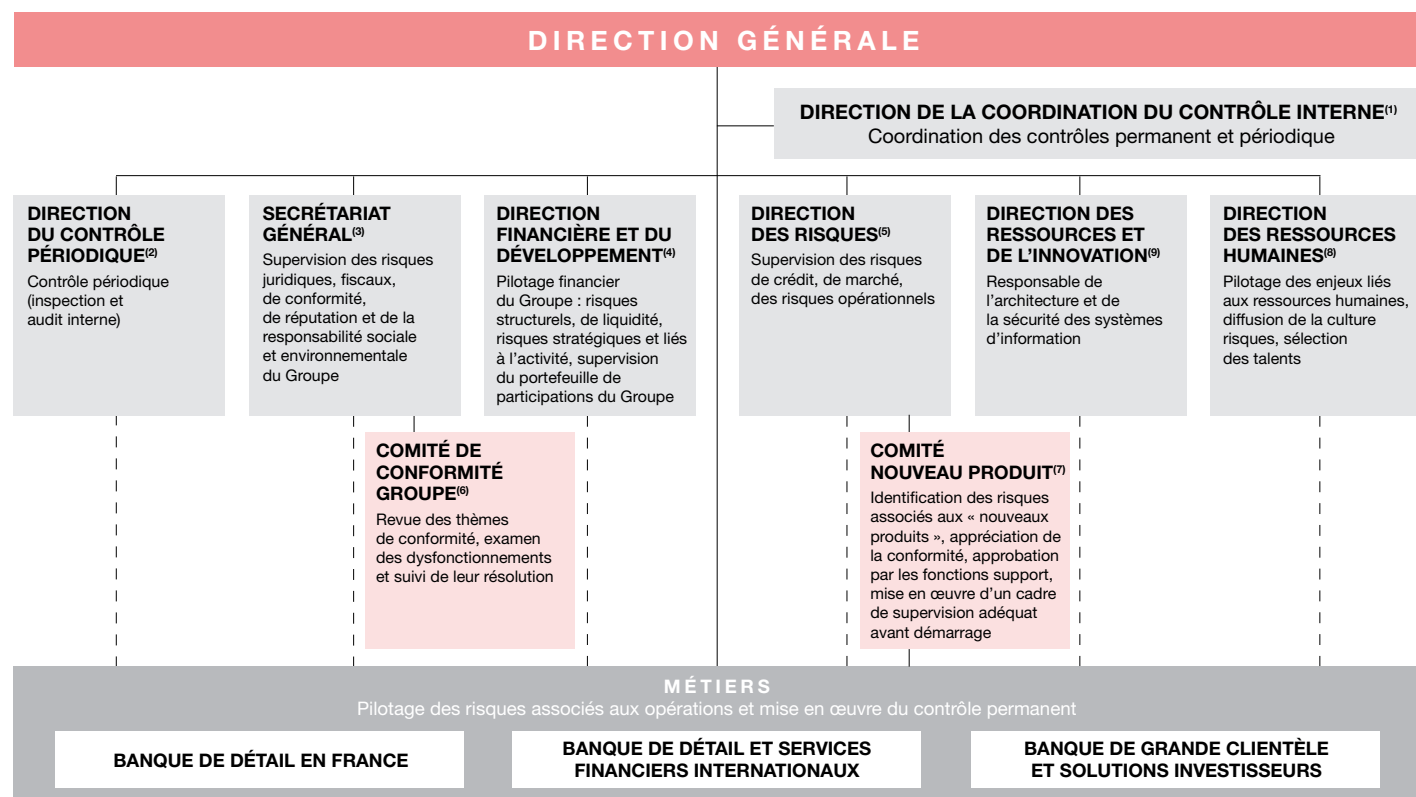 DIRECTION GÉNÉRALE
DIRECTION DE LA COORDINATION DU CONTRÔLE INTERNE(1)
Coordination des contrôles permanent et périodique
DIRECTION
DU CONTRÔLE
PÉRIODIQUE(2)
Contrôle périodique
(inspection et
audit interne)
SECRÉTARIAT
GÉNÉRAL(3)
Supervision des risques
juridiques, fiscaux,
de conformité,
de réputation et de la
responsabilité sociale
et environnementale
du Groupe
DIRECTION
FINANCIÈRE ET DU
DÉVELOPPEMENT(4)
Pilotage financier
du Groupe : risques
structurels, de liquidité,
risques stratégiques et liés
à l’activité, supervision
du portefeuille de
participations du Groupe
DIRECTION
DES RISQUES(5)
Supervision des risques
de crédit, de marché,
des risques opérationnels
DIRECTION DES
RESSOURCES ET
DE L’INNOVATION(9)
Responsable de
l’architecture et de
la sécurité des systèmes
d’information
DIRECTION
DES RESSOURCES
HUMAINES(8)
Pilotage des enjeux liés
aux ressources humaines,
diffusion de la culture
risques, sélection
des talents
COMITÉ DE
CONFORMITÉ
GROUPE(6)
Revue des thèmes
de conformité, examen
des dysfonctionnements
et suivi de leur résolution
COMITÉ
NOUVEAU PRODUIT(7)
Identification des risques
associés aux « nouveaux
produits », appréciation de
la conformité, approbation
par les fonctions support,
mise en œuvre d’un cadre
de supervision adéquat
avant démarrage
MÉTIERS
Pilotage des risques associés aux opérations et mise en œuvre du contrôle permanent
BANQUE DE DÉTAIL EN FRANCE
BANQUE DE DÉTAIL ET SERVICES
FINANCIERS INTERNATIONAUX
BANQUE DE GRANDE CLIENTÈLE
ET SOLUTIONS INVESTISSEURS